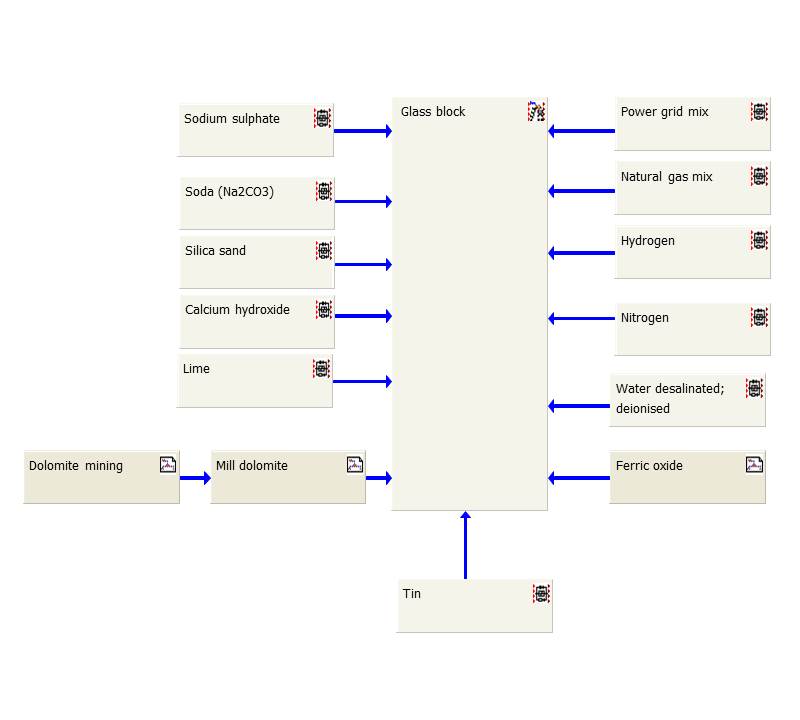 Sodium sulphate
Soda (Na2CO3)
Silica sand
Calcium hydroxide
Lime
Dolomite mining
Mill dolomite
Glass block
Power grid mix
Natural gas mix
Hydrogen
Nitrogen
Water desalinated;
deionised
Ferric oxide
Tin